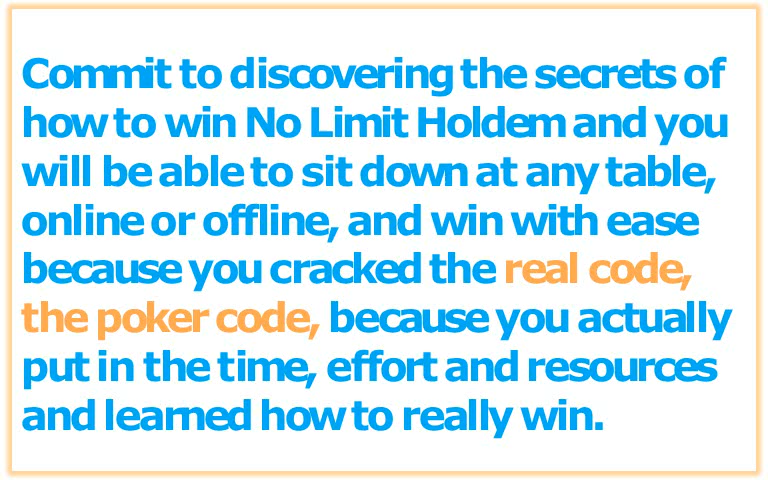 Commit to discovering the secrets of
how to win No Limit Holdem and you
will be able to sit down at any table,
online or offline, and win with ease
because you cracked the real code,
the poker code, because you actually
put in the time, effort and resources
and learned how to really win.